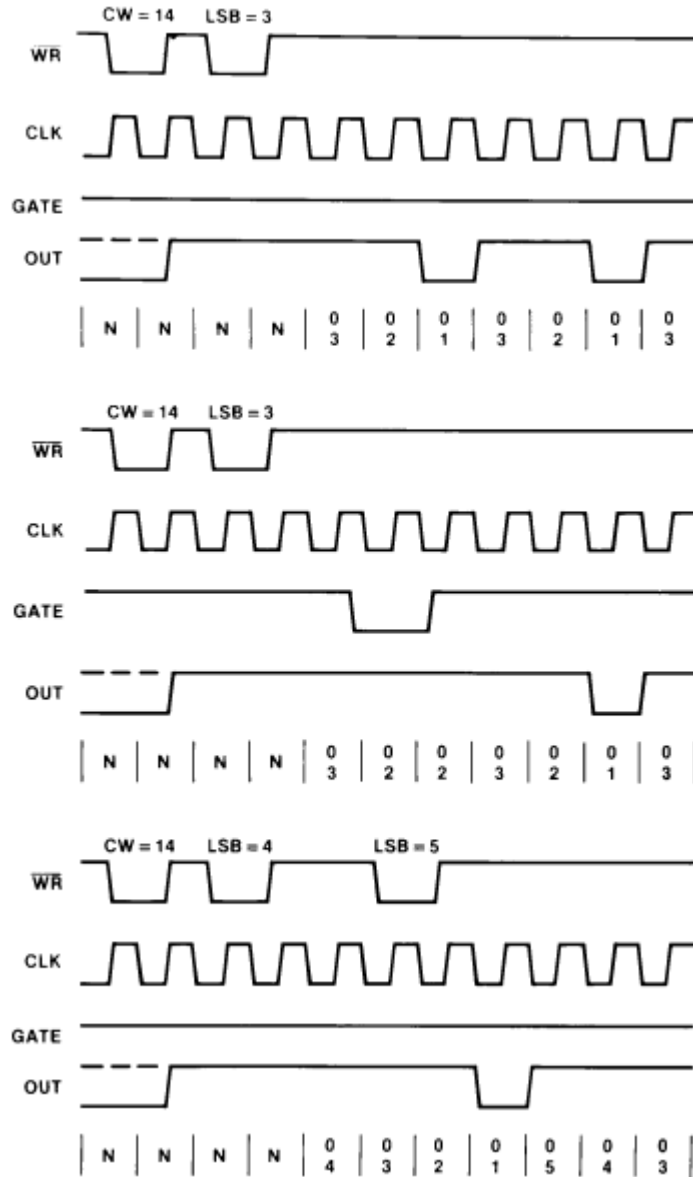 CW = 14 LSB = 3
WR
CLK
GATE
OUT
N N N N 0 0 0 0 0 0 0
3 2 1 3 2 1 3
CW = 14 LSB = 3
WR
CLK
GATE
OUT
N N N N 0 0 0 0 0 0 0
3 2 2 3 2 1 3
CW = 14 LSB = 4 LSB = 5
WR
CLK
GATE
OUT
N N N N 0 0 0 0 0 0 0
4 3 2 1 5 4 3